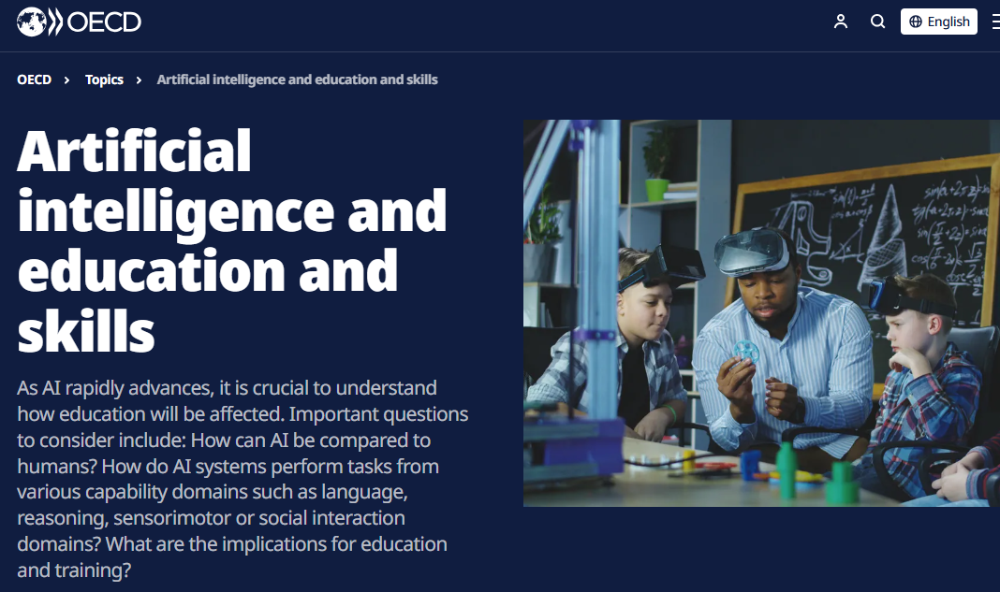 OECD
English
OECD > Topics > Artificial intelligence and education and skills
Artificial
intelligence and
education and
skills
As AI rapidly advances, it is crucial to understand
how education will be affected. Important questions
to consider include: How can AI be compared to
humans? How do AI systems perform tasks from
various capability domains such as language,
reasoning, sensorimotor or social interaction
domains? What are the implications for education
and training?